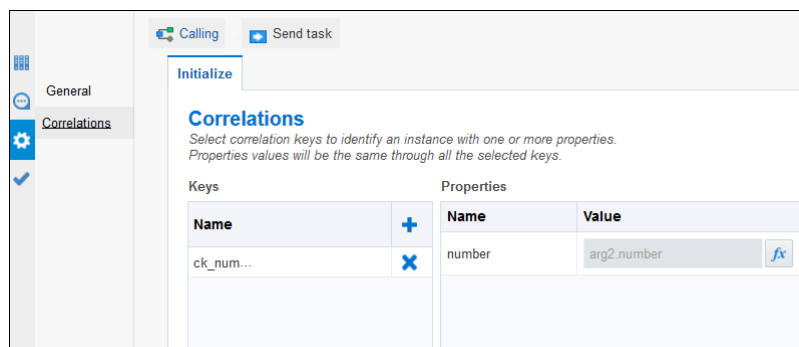 Calling Send task
Initialize
General
Correlations
Correlations
Select correlation keys to identify an instance with one or more properties.
Properties values will be the same through all the selected keys.
Keys Properties
Name Name Value
ck_num... number arg2.number fx